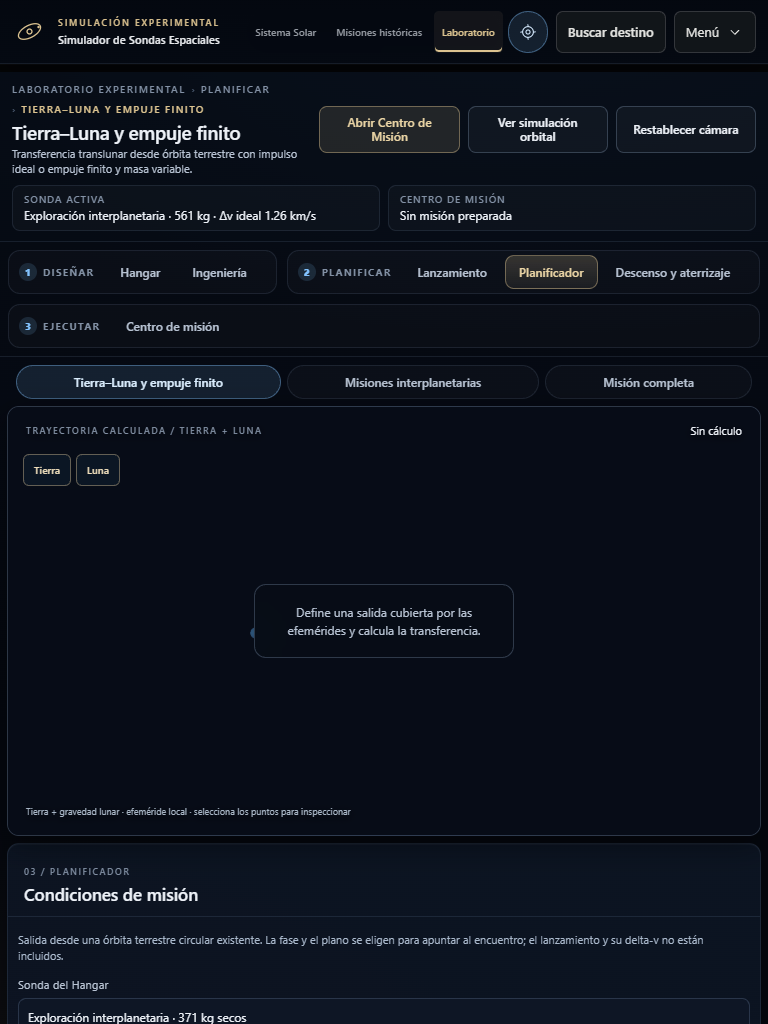 SIMULACIÓN EXPERIMENTAL
Simulador de Sondas Espaciales
Sistema Solar
Misiones históricas
Laboratorio
Buscar destino
Menú
LABORATORIO EXPERIMENTAL › PLANIFICAR
› TIERRA–LUNA Y EMPUJE FINITO
Tierra–Luna y empuje finito
Transferencia translunar desde órbita terrestre con impulso
ideal o empuje finito y masa variable.
Abrir Centro de
Misión
Ver simulación
orbital
Restablecer cámara
SONDA ACTIVA
Exploración interplanetaria · 561 kg · Δv ideal 1.26 km/s
CENTRO DE MISIÓN
Sin misión preparada
1 DISEÑAR
Hangar
Ingeniería
2 PLANIFICAR
Lanzamiento
Planificador
Descenso y aterrizaje
3 EJECUTAR
Centro de misión
Tierra–Luna y empuje finito
Misiones interplanetarias
Misión completa
TRAYECTORIA CALCULADA / TIERRA + LUNA
Sin cálculo
Tierra
Luna
Define una salida cubierta por las
efemérides y calcula la transferencia.
Tierra + gravedad lunar · efeméride local · selecciona los puntos para inspeccionar
03 / PLANIFICADOR
Condiciones de misión
Salida desde una órbita terrestre circular existente. La fase y el plano se eligen para apuntar al encuentro; el lanzamiento y su delta-v no están
incluidos.
Sonda del Hangar
Exploración interplanetaria · 371 kg secos